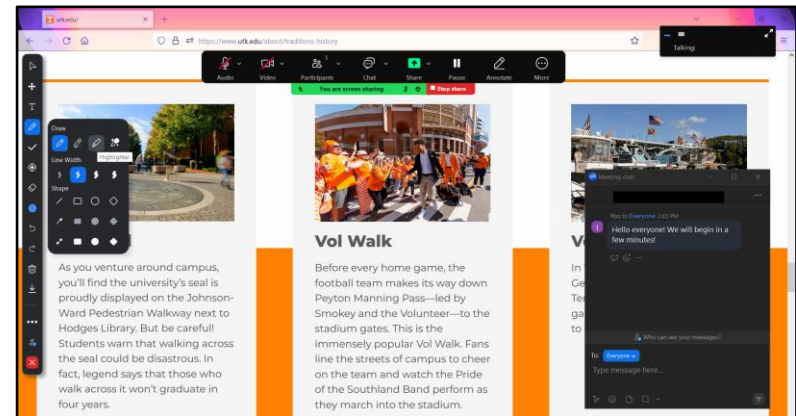 utk.edu/
https://www.utk.edu/about/traditions-history
Talking
Audio
Video
1
Participants
Chat
Share
Pause
Annotate
More
You are screen sharing
Stop share
Draw
Highlighter
Line Width
Shape
As you venture around campus,
you'll find the university's seal is
proudly displayed on the Johnson-
Ward Pedestrian Walkway next to
Hodges Library. But be careful!
Students warn that walking across
the seal could be disastrous. In
fact, legend says that those who
walk across it won't graduate in
four years.
Vol Walk
Before every home game, the
football team makes its way down
Peyton Manning Pass—led by
Smokey and the Volunteer—to the
stadium gates. This is the
immensely popular Vol Walk. Fans
line the streets of campus to cheer
on the team and watch the Pride
of the Southland Band perform as
they march into the stadium.
V
In
Ge
Te
ga
to
Meeting chat
You to Everyone 2:43 PM
I
Hello everyone! We will begin in a
few minutes!
Who can see your messages?
To: Everyone
Type message here...